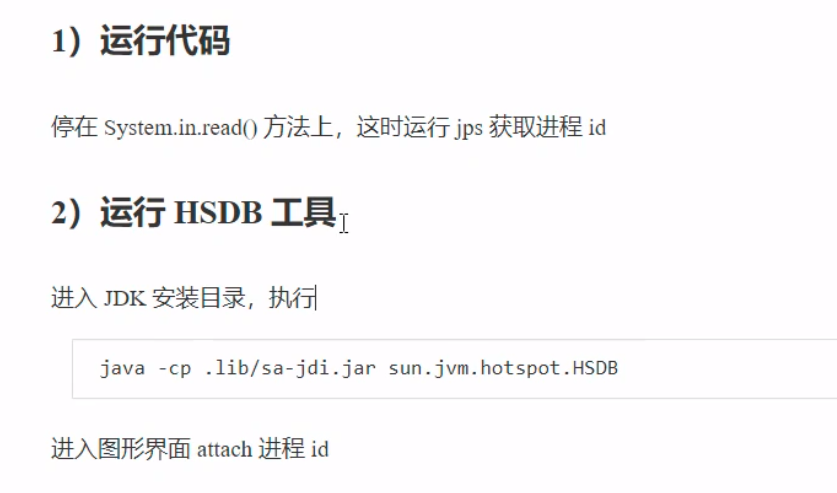 1）运行代码
停在 System.in.read() 方法上，这时运行 jps 获取进程 id
2）运行 HSDB 工具
进入 JDK 安装目录，执行
java -cp .lib/sa-jdi.jar sun.jvm.hotspot.HSDB
进入图形界面 attach 进程 id